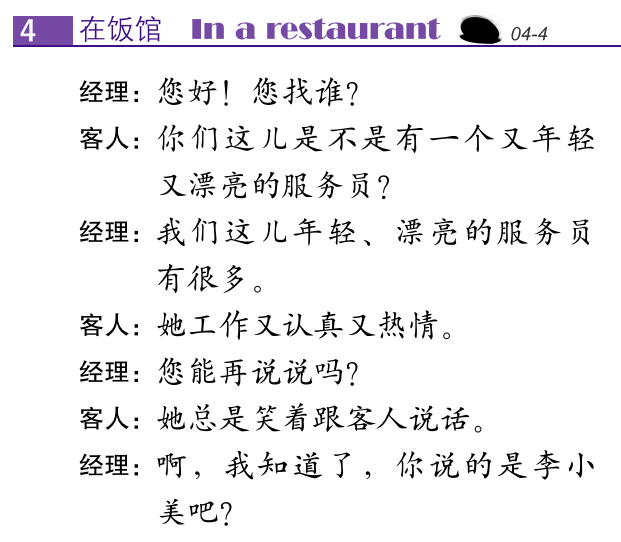 4 在饭馆 In a restaurant 04-4
经理：您好！您找谁？
客人：你们这儿是不是有一个又年轻
又漂亮的服务员？
经理：我们这儿年轻、漂亮的服务员
有很多。
客人：她工作又认真又热情。
经理：您能再说说吗？
客人：她总是笑着跟客人说话。
经理：啊，我知道了，你说的是李小
美吧？